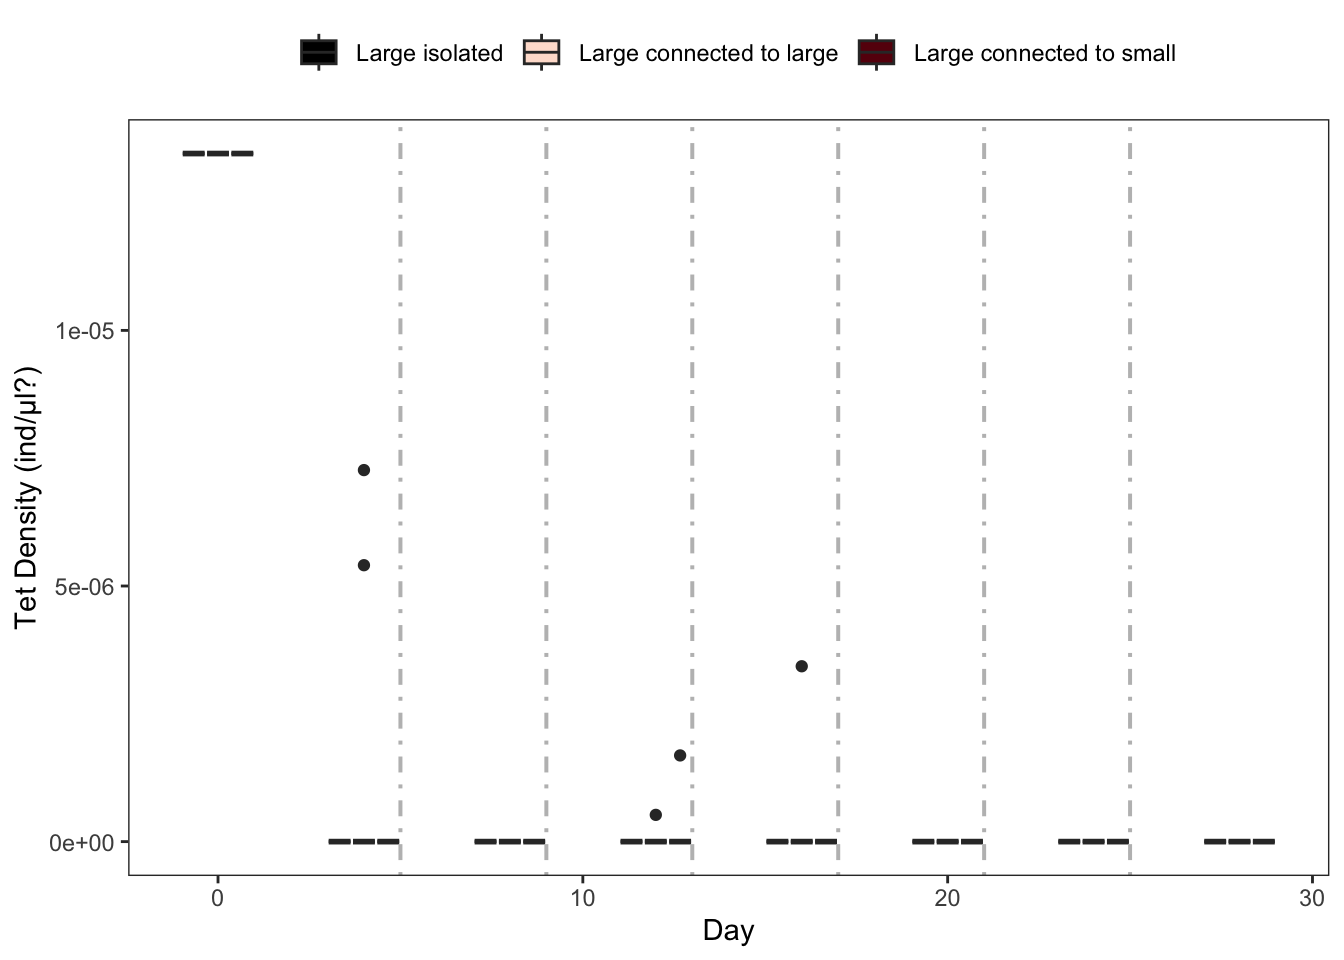 Large isolated Large connected to large Large connected to small
Tet Density (ind/µl?)
1e-05
5e-06
0e+00
0 10 20 30
Day